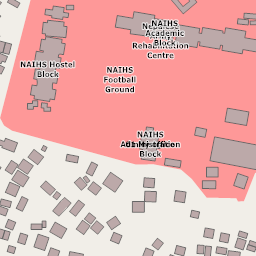 NAIHS
Academic
Block
Rehabilitation
Centre
NAIHS Hostel
Block
NAIHS
Football
Ground
NAIHS
Block